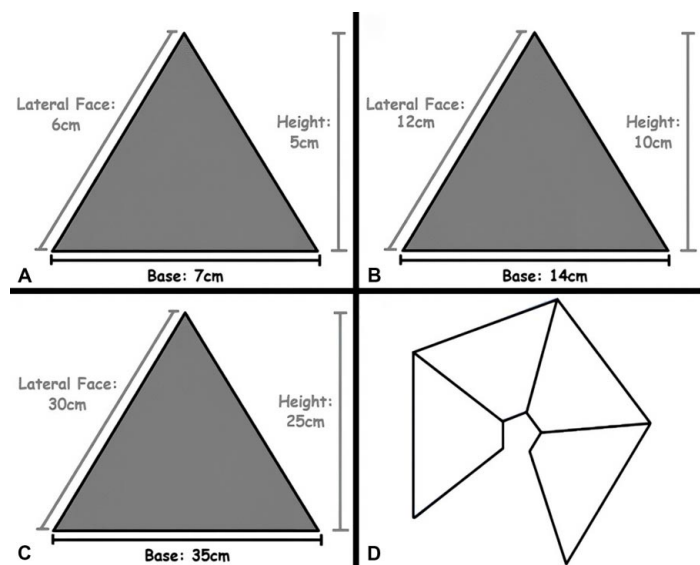 Lateral Face:
6cm
Height:
5cm
A
Base: 7cm
Lateral Face:
12cm
Height:
10cm
B
Base: 14cm
Lateral Face:
30cm
Height:
25cm
C
Base: 35cm
D